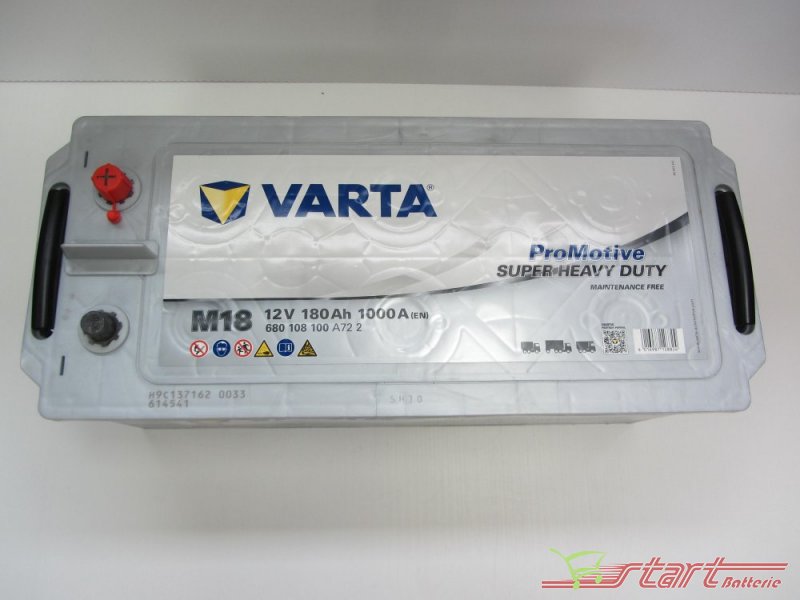 VARTA®
ProMotive
SUPER HEAVY DUTY
MAINTENANCE FREE
M18 12V 180Ah 1000A (EN)
680 108 100 A72 2
H9C137162 0033
614541
start
Batterie